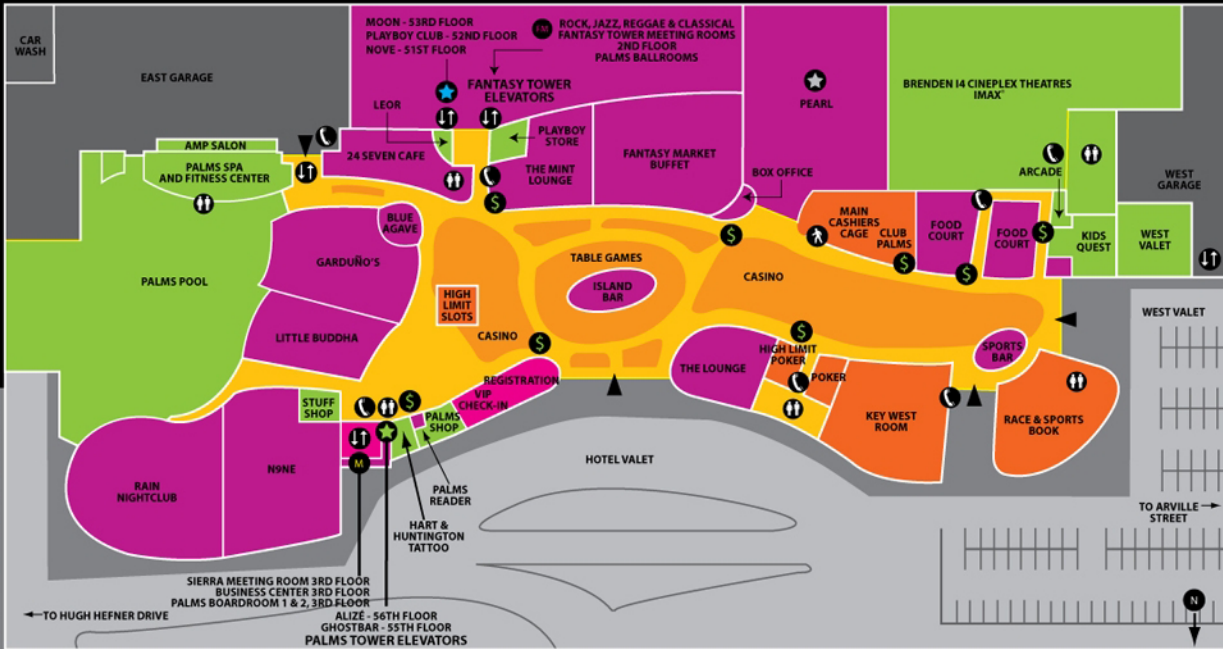 CAR
WASH
EAST GARAGE
MOON - 53RD FLOOR
PLAYBOY CLUB - 52ND FLOOR
NOVE - 51ST FLOOR
ROCK, JAZZ, REGGAE & CLASSICAL
FANTASY TOWER MEETING ROOMS
2ND FLOOR
PALMS BALLROOMS
FANTASY TOWER
ELEVATORS
LEOR
PLAYBOY
STORE
PEARL
BRENDEN 14 CINEPLEX THEATRES
IMAX
AMP SALON
PALMS SPA
AND FITNESS CENTER
24 SEVEN CAFE
THE MINT
LOUNGE
FANTASY MARKET
BUFFET
BOX OFFICE
ARCADE
WEST
GARAGE
MAIN
CASHIERS
CAGE
CLUB
PALMS
FOOD
COURT
FOOD
COURT
KIDS
QUEST
WEST
VALET
BLUE
AGAVE
GARDUÑO'S
PALMS POOL
TABLE GAMES
ISLAND
BAR
CASINO
HIGH
LIMIT
SLOTS
CASINO
LITTLE BUDDHA
WEST VALET
SPORTS
BAR
THE LOUNGE
HIGH LIMIT
POKER
POKER
REGISTRATION
VIP
CHECK-IN
STUFF
SHOP
PALMS
SHOP
KEY WEST
ROOM
RACE & SPORTS
BOOK
RAIN
NIGHTCLUB
N9NE
M
HOTEL VALET
PALMS
READER
HART &
HUNTINGTON
TATTOO
TO ARVILLE
STREET
SIERRA MEETING ROOM 3RD FLOOR
BUSINESS CENTER 3RD FLOOR
PALMS BOARDROOM 1 & 2, 3RD FLOOR
TO HUGH HEFNER DRIVE
ALIZÉ - 56TH FLOOR
GHOSTBAR - 55TH FLOOR
PALMS TOWER ELEVATORS
N